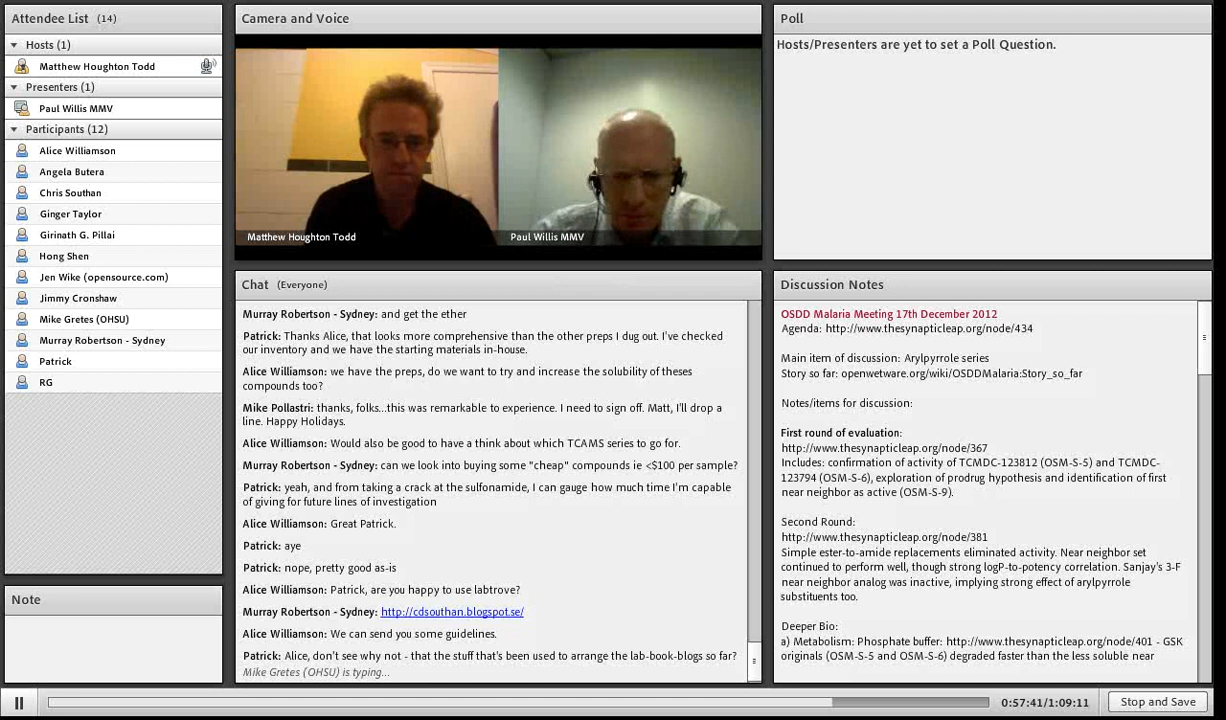 Attendee List (14)
Hosts (1)
Matthew Houghton Todd
Presenters (1)
Paul Willis MMV
Participants (12)
Alice Williamson
Angela Butera
Chris Southan
Ginger Taylor
Girinath G. Pillai
Hong Shen
Jen Wike (opensource.com)
Jimmy Cronshaw
Mike Gretes (OHSU)
Murray Robertson - Sydney
Patrick
RG
Note
Camera and Voice
Matthew Houghton Todd
Paul Willis MMV
Chat (Everyone)
Murray Robertson - Sydney: and get the ether
Patrick: Thanks Alice, that looks more comprehensive than the other preps I dug out. I've checked
our inventory and we have the starting materials in-house.
Alice Williamson: we have the preps, do we want to try and increase the solubility of theses
compounds too?
Mike Pollastri: thanks, folks...this was remarkable to experience. I need to sign off. Matt, I'll drop a
line. Happy Holidays.
Alice Williamson: Would also be good to have a think about which TCAMS series to go for.
Murray Robertson - Sydney: can we look into buying some "cheap" compounds ie <$100 per sample?
Patrick: yeah, and from taking a crack at the sulfonamide, I can gauge how much time I'm capable
of giving for future lines of investigation
Alice Williamson: Great Patrick.
Patrick: aye
Patrick: nope, pretty good as-is
Alice Williamson: Patrick, are you happy to use labtrove?
Murray Robertson - Sydney: http://cdsouthan.blogspot.se/
Alice Williamson: We can send you some guidelines.
Patrick: Alice, don't see why not - that the stuff that's been used to arrange the lab-book-blogs so far?
Mike Gretes (OHSU) is typing...
Poll
Hosts/Presenters are yet to set a Poll Question.
Discussion Notes
OSDD Malaria Meeting 17th December 2012
Agenda: http://www.thesynapticleap.org/node/434
Main item of discussion: Arylpyrrole series
Story so far: openwetware.org/wiki/OSDDMalaria:Story_so_far
Notes/items for discussion:
First round of evaluation:
http://www.thesynapticleap.org/node/367
Includes: confirmation of activity of TCMDC-123812 (OSM-S-5) and TCMDC-
123794 (OSM-S-6), exploration of prodrug hypothesis and identification of first
near neighbor as active (OSM-S-9).
Second Round:
http://www.thesynapticleap.org/node/381
Simple ester-to-amide replacements eliminated activity. Near neighbor set
continued to perform well, though strong logP-to-potency correlation. Sanjay's 3-F
near neighbor analog was inactive, implying strong effect of arylpyrrole
substituents too.
Deeper Bio:
a) Metabolism: Phosphate buffer: http://www.thesynapticleap.org/node/401 - GSK
originals (OSM-S-5 and OSM-S-6) degraded faster than the less soluble near
0:57:41/1:09:11
Stop and Save